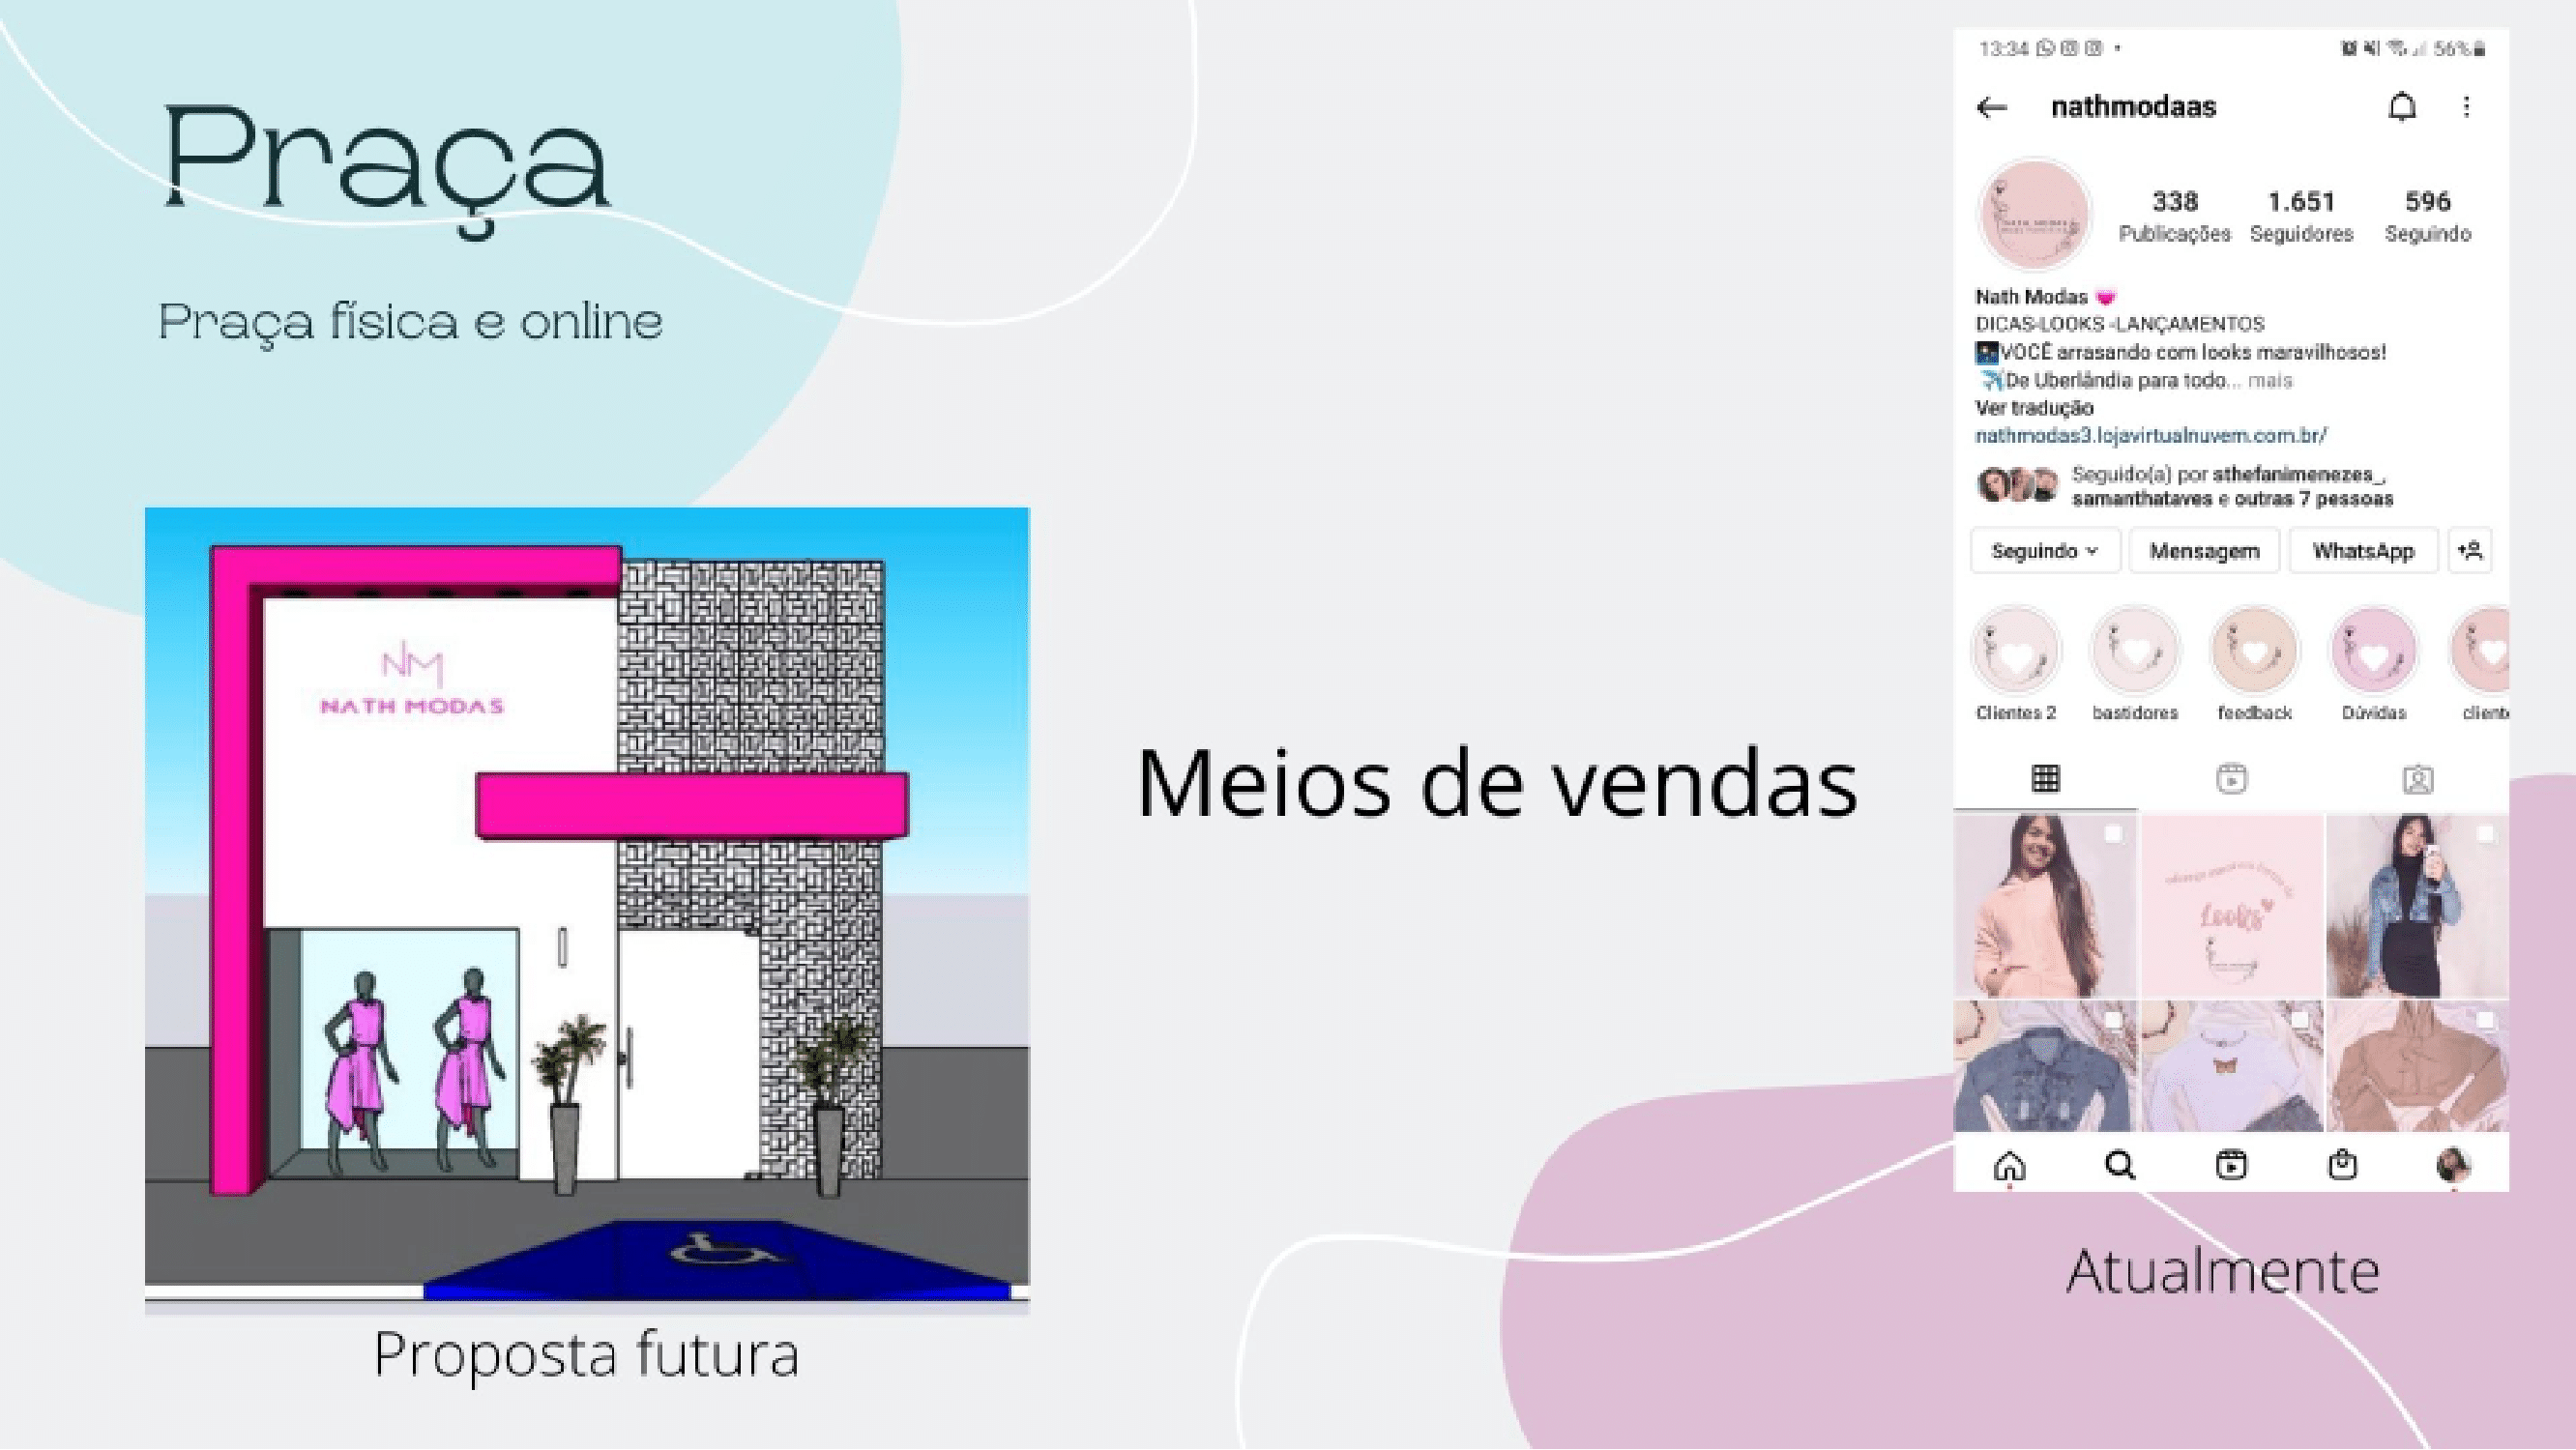 Praça
Praça física e online
NM
NATH MODAS
Proposta futura
Meios de vendas
13:34
56%
nathmodaas
338
1.651
596
Publicações
Seguidores
Seguindo
Nath Modas
DICAS-LOOKS -LANÇAMENTOS
VOCÊ arrasando com looks maravilhosos!
De Uberlândia para todo... mais
Ver tradução
nathmodas3.lojavirtualnuvem.com.br/
Seguido(a) por sthefanimenezes_,
samanthataves e outras 7 pessoas
Seguindo
Mensagem
WhatsApp
Clientes 2
bastidores
feedback
Dúvidas
client
Looks
Atualmente